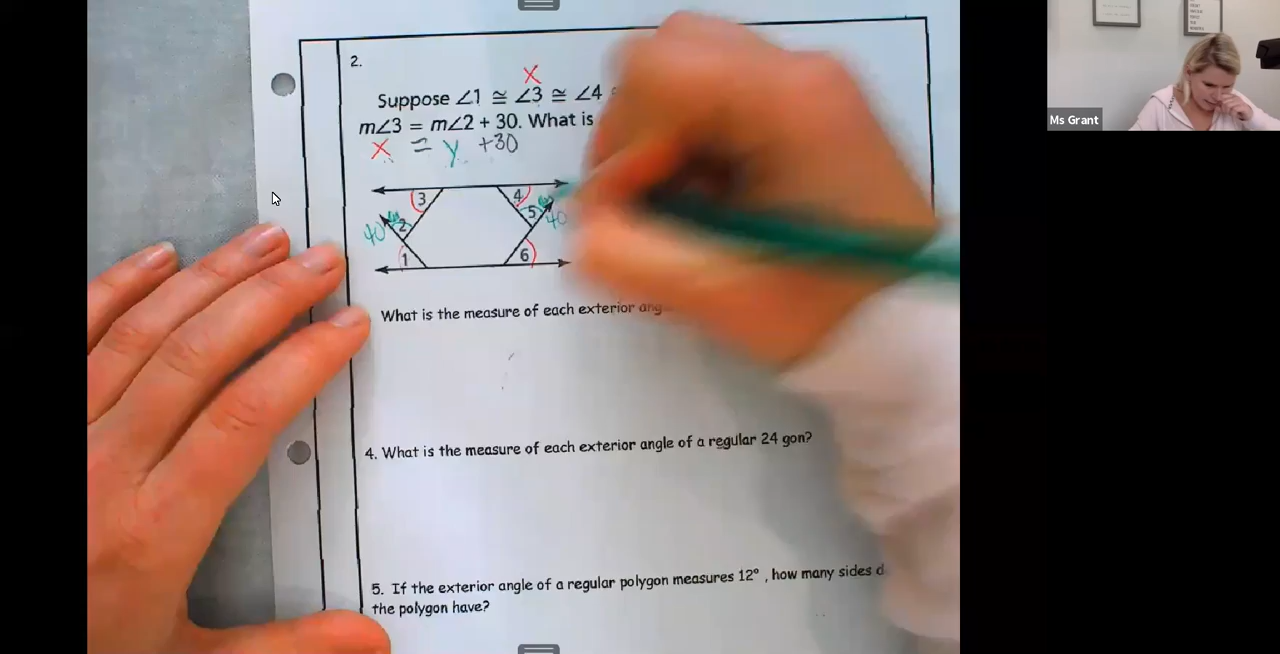 2.
X
Suppose ∠1 ≅ ∠3 ≅ ∠4
m∠3 = m∠2 + 30. What is
X = y +30
3
4
2
5
40
40
1
6
What is the measure of each exterior
4. What is the measure of each exterior angle of a regular 24 gon?
5. If the exterior angle of a regular polygon measures 12°, how many sides
the polygon have?
Ms Grant